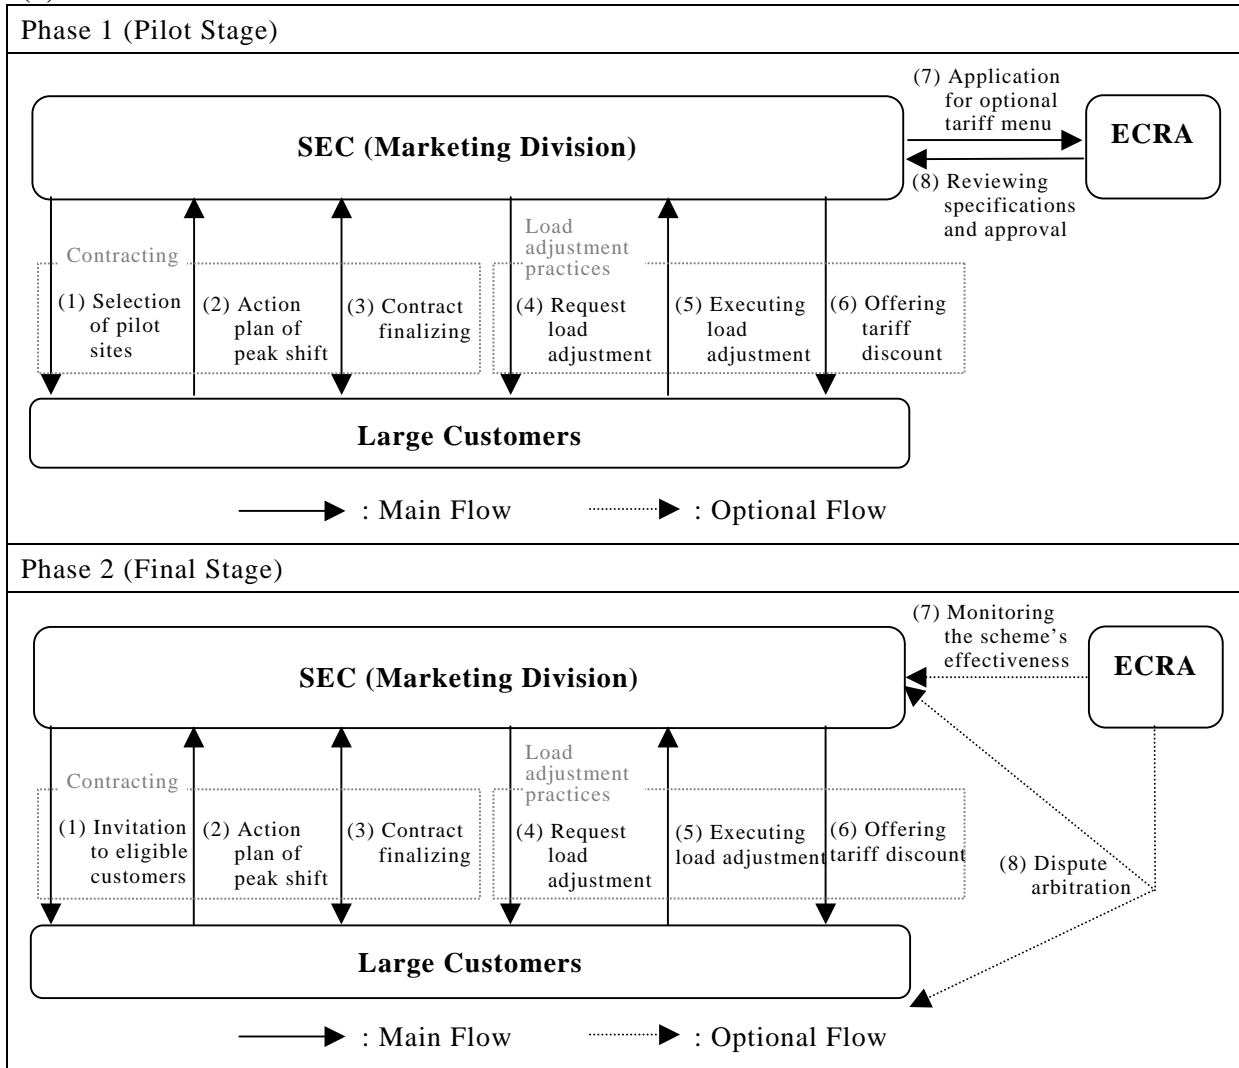 Phase 1 (Pilot Stage)
(7) Application
for optional
tariff menu
SEC (Marketing Division)
ECRA
(8) Reviewing
specifications
and approval
Contracting
Load
adjustment
practices
(1) Selection
of pilot
sites
(2) Action
plan of
peak shift
(3) Contract
finalizing
(4) Request
load
adjustment
(5) Executing
load
adjustment
(6) Offering
tariff
discount
Large Customers
: Main Flow
: Optional Flow
Phase 2 (Final Stage)
(7) Monitoring
the scheme's
effectiveness
SEC (Marketing Division)
ECRA
Contracting
Load
adjustment
practices
(1) Invitation
to eligible
customers
(2) Action
plan of
peak shift
(3) Contract
finalizing
(4) Request
load
adjustment
(5) Executing
load adjustment
(6) Offering
tariff discount
(8) Dispute
arbitration
Large Customers
: Main Flow
: Optional Flow